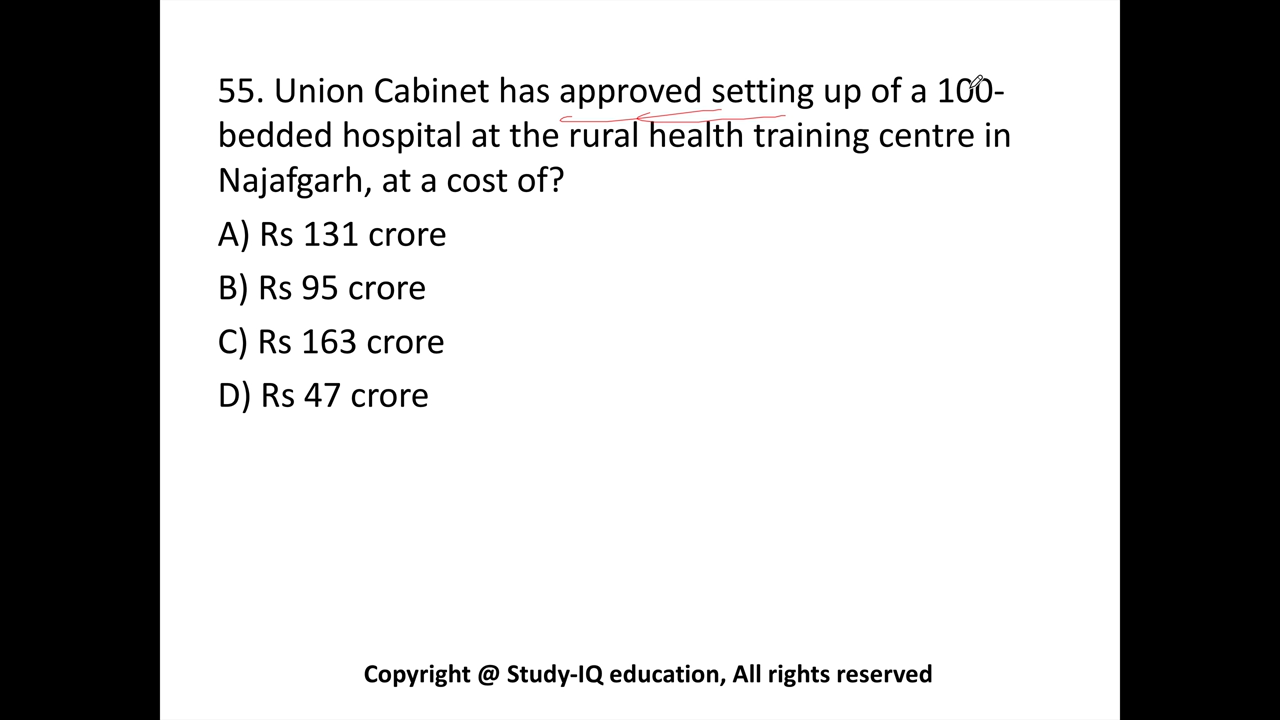 55. Union Cabinet has approved setting up of a 100-
bedded hospital at the rural health training centre in
Najafgarh, at a cost of?
A) Rs 131 crore
B) Rs 95 crore
C) Rs 163 crore
D) Rs 47 crore
Copyright @ Study-IQ education, All rights reserved